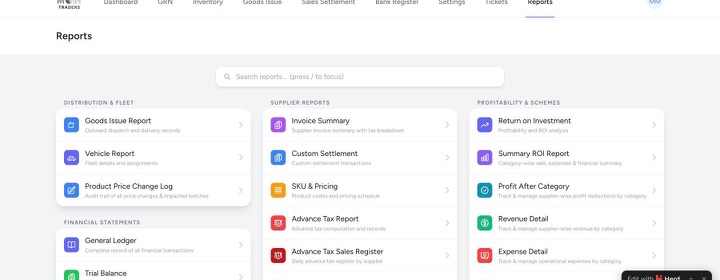 TRADERS
Dashboard GRN Inventory Goods Issue Sales Settlement Bank Register Settings Tickets Reports MM
Reports
Search reports... (press / to focus)
DISTRIBUTION & FLEET
Goods Issue Report
Outward dispatch and delivery records
Vehicle Report
Fleet details and assignments
Product Price Change Log
Audit trail of all price changes & impacted batches
FINANCIAL STATEMENTS
General Ledger
Complete record of all financial transactions
Trial Balance
SUPPLIER REPORTS
Invoice Summary
Supplier invoice summary with tax breakdown
Custom Settlement
Custom settlement transactions
SKU & Pricing
Product codes and pricing schedule
Advance Tax Report
Advance tax computation and records
Advance Tax Sales Register
Daily advance tax register by supplier
PROFITABILITY & SCHEMES
Return on Investment
Profitability and ROI analysis
Summary ROI Report
Category-wise sale, expenses & financial summary
Profit After Category
Track & manage supplier-wise profit deductions by category
Revenue Detail
Track & manage supplier-wise revenue by category
Expense Detail
Track & manage operational expenses by category
Edit with Herd